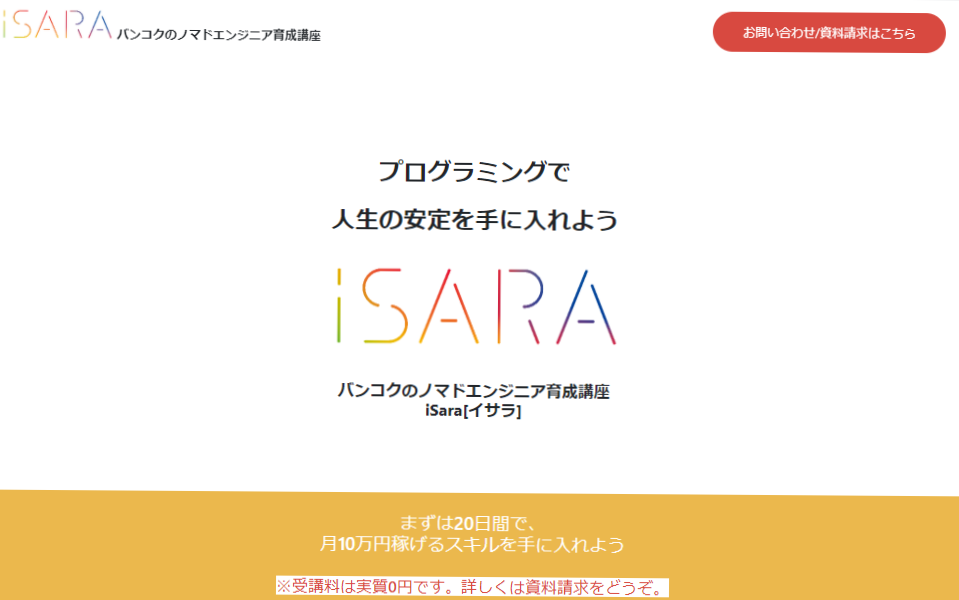 iSARA バンコクのノマドエンジニア育成講座
お問い合わせ/資料請求はこちら
プログラミングで
人生の安定を手に入れよう
iSARA
バンコクのノマドエンジニア育成講座
iSara[イサラ]
まずは20日間で、
月10万円稼げるスキルを手に入れよう
※受講料は実質0円です。詳しくは資料請求をどうぞ。